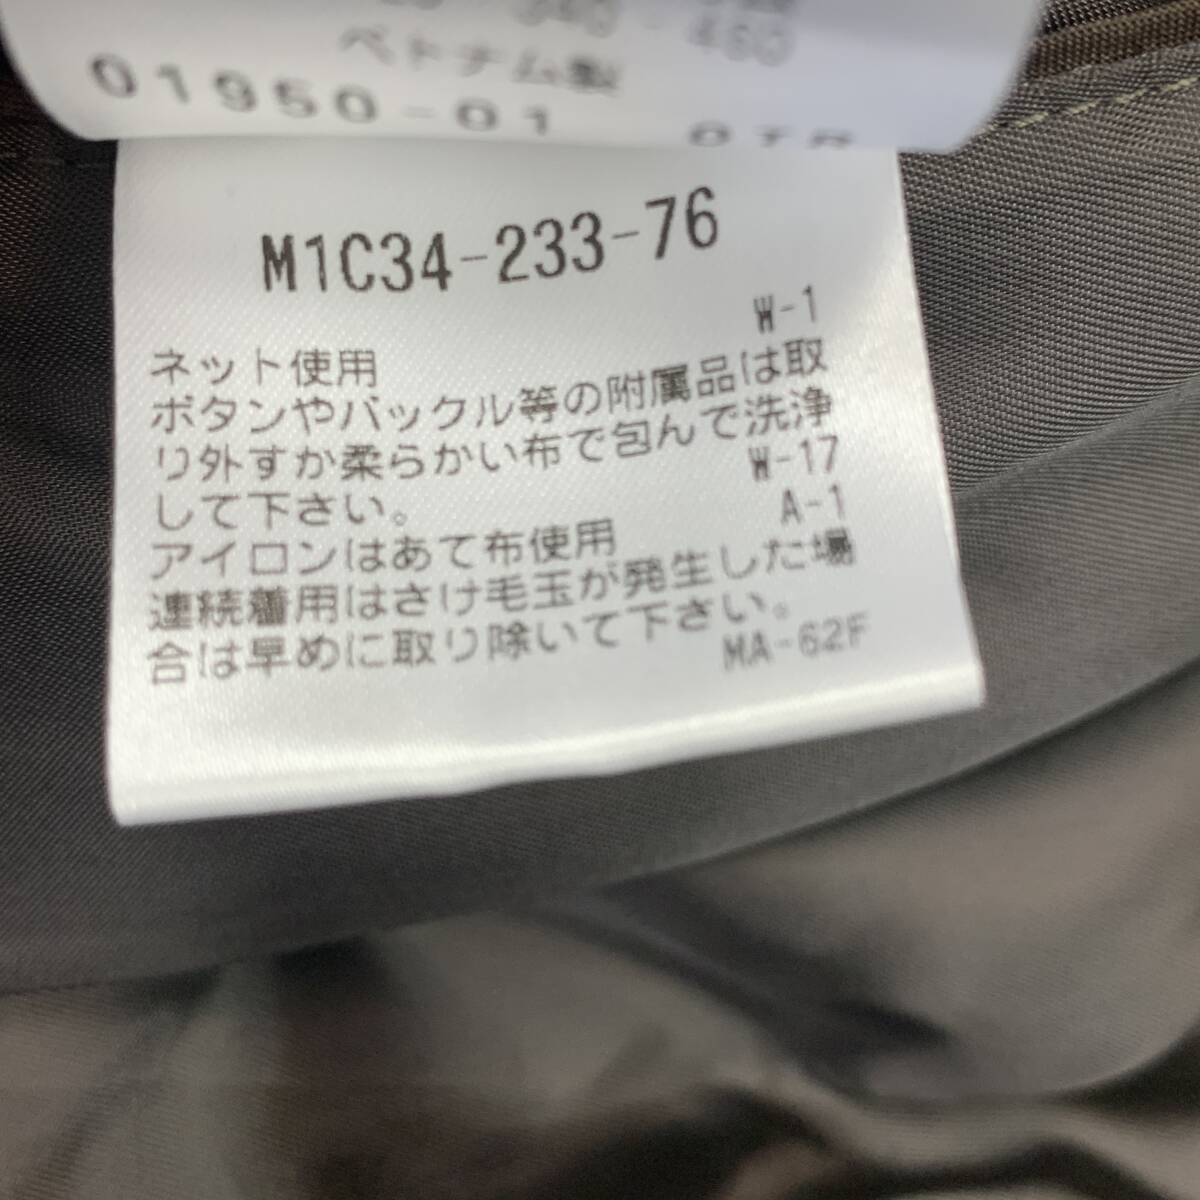 ベトナム製
01950-01
M1C34-233-76
W-1
ネット使用
ボタンやバックル等の附属品は取
り外すか柔らかい布で包んで洗浄
W-17
して下さい。
A-1
アイロンはあて布使用
連続着用はさけ毛玉が発生した場
合は早めに取り除いて下さい。
MA-62F